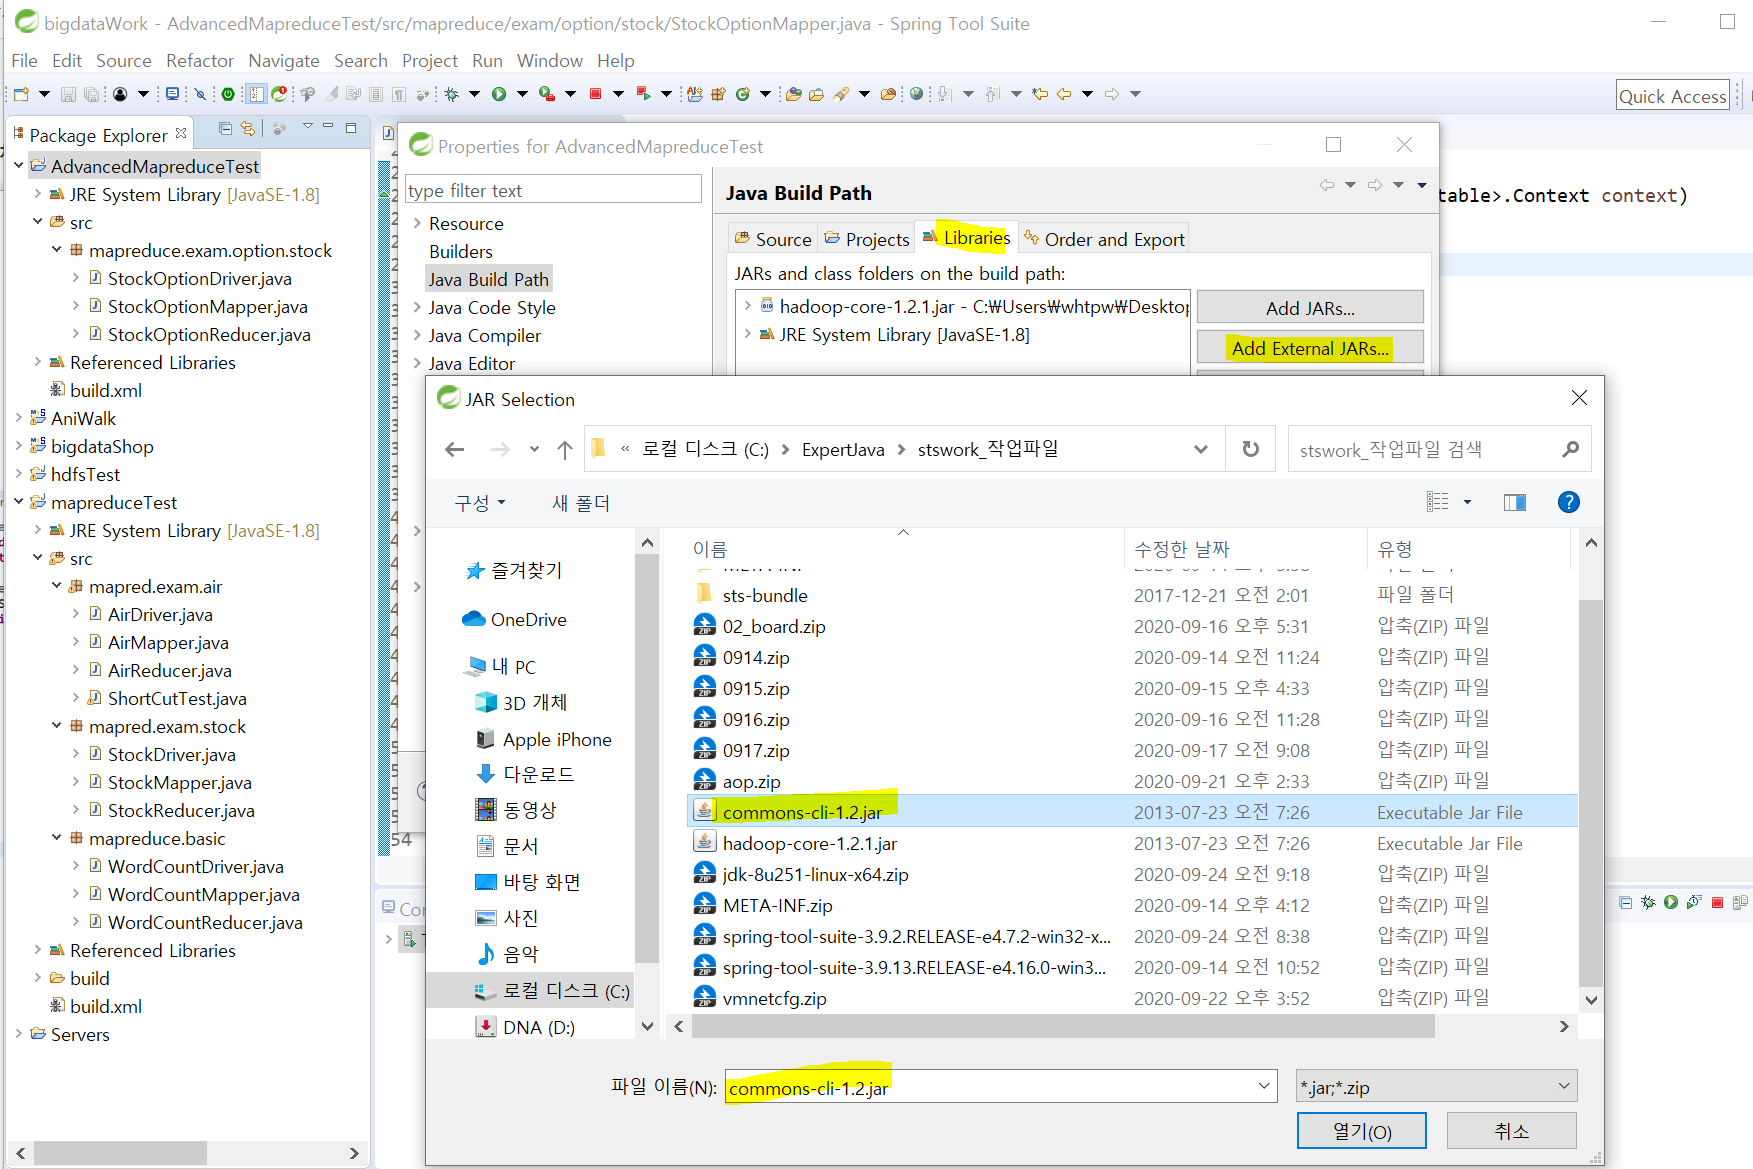 bigdataWork - AdvancedMapreduceTest/src/mapreduce/exam/option/stock/StockOptionMapper.java - Spring Tool Suite
File Edit Source Refactor Navigate Search Project Run Window Help
Quick Access
Package Explorer
AdvancedMapreduceTest
JRE System Library [JavaSE-1.8]
src
mapreduce.exam.option.stock
StockOptionDriver.java
StockOptionMapper.java
StockOptionReducer.java
Referenced Libraries
build.xml
AniWalk
bigdataShop
hdfsTest
mapreduceTest
JRE System Library [JavaSE-1.8]
src
mapred.exam.air
AirDriver.java
AirMapper.java
AirReducer.java
ShortCutTest.java
mapred.exam.stock
StockDriver.java
StockMapper.java
StockReducer.java
mapreduce.basic
WordCountDriver.java
WordCountMapper.java
WordCountReducer.java
Referenced Libraries
build
build.xml
Servers
table>.Context context)
54
Properties for AdvancedMapreduceTest
type filter text
Resource
Builders
Java Build Path
Java Code Style
Java Compiler
Java Editor
Java Build Path
Source Projects Libraries Order and Export
JARs and class folders on the build path:
hadoop-core-1.2.1.jar - C:₩Users₩whtpw₩Desktop
JRE System Library [JavaSE-1.8]
Add JARs...
Add External JARs...
JAR Selection
« 로컬 디스크 (C:) > ExpertJava > stswork_작업파일
stswork_작업파일 검색
구성 새 폴더
즐겨찾기
OneDrive
내 PC
3D 개체
Apple iPhone
다운로드
동영상
문서
바탕 화면
사진
음악
로컬 디스크 (C:)
DNA (D:)
이름 수정한 날짜 유형
sts-bundle 2017-12-21 오전 2:01 파일 폴더
02_board.zip 2020-09-16 오후 5:31 압축(ZIP) 파일
0914.zip 2020-09-14 오전 11:24 압축(ZIP) 파일
0915.zip 2020-09-15 오후 4:33 압축(ZIP) 파일
0916.zip 2020-09-16 오전 11:28 압축(ZIP) 파일
0917.zip 2020-09-17 오전 9:08 압축(ZIP) 파일
aop.zip 2020-09-21 오후 2:33 압축(ZIP) 파일
commons-cli-1.2.jar 2013-07-23 오전 7:26 Executable Jar File
hadoop-core-1.2.1.jar 2013-07-23 오전 7:26 Executable Jar File
jdk-8u251-linux-x64.zip 2020-09-24 오전 9:18 압축(ZIP) 파일
META-INF.zip 2020-09-14 오후 4:12 압축(ZIP) 파일
spring-tool-suite-3.9.2.RELEASE-e4.7.2-win32-x... 2020-09-24 오전 8:38 압축(ZIP) 파일
spring-tool-suite-3.9.13.RELEASE-e4.16.0-win3... 2020-09-14 오전 10:52 압축(ZIP) 파일
vmnetcfg.zip 2020-09-22 오후 3:52 압축(ZIP) 파일
파일 이름(N): commons-cli-1.2.jar *.jar;*.zip
열기(O) 취소